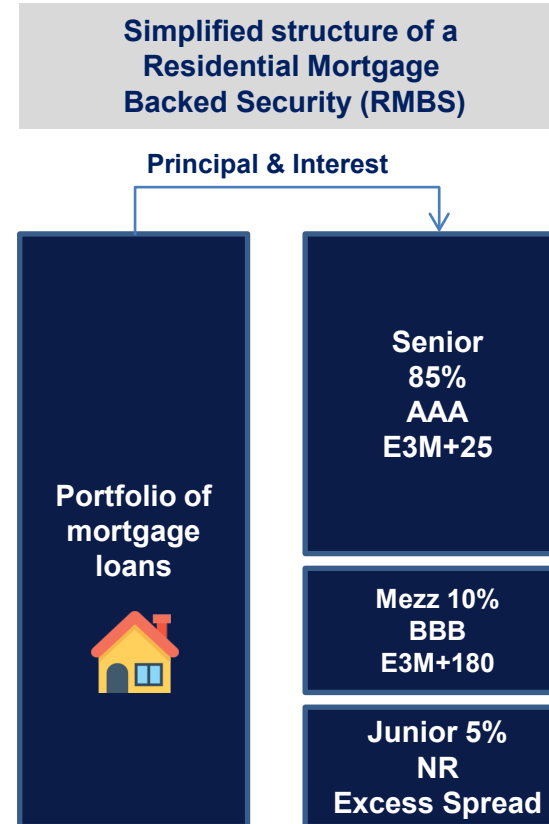 Simplified structure of a
Residential Mortgage
Backed Security (RMBS)
Principal & Interest
Portfolio of
mortgage
loans
Senior
85%
AAA
E3M+25
Mezz 10%
BBB
E3M+180
Junior 5%
NR
Excess Spread